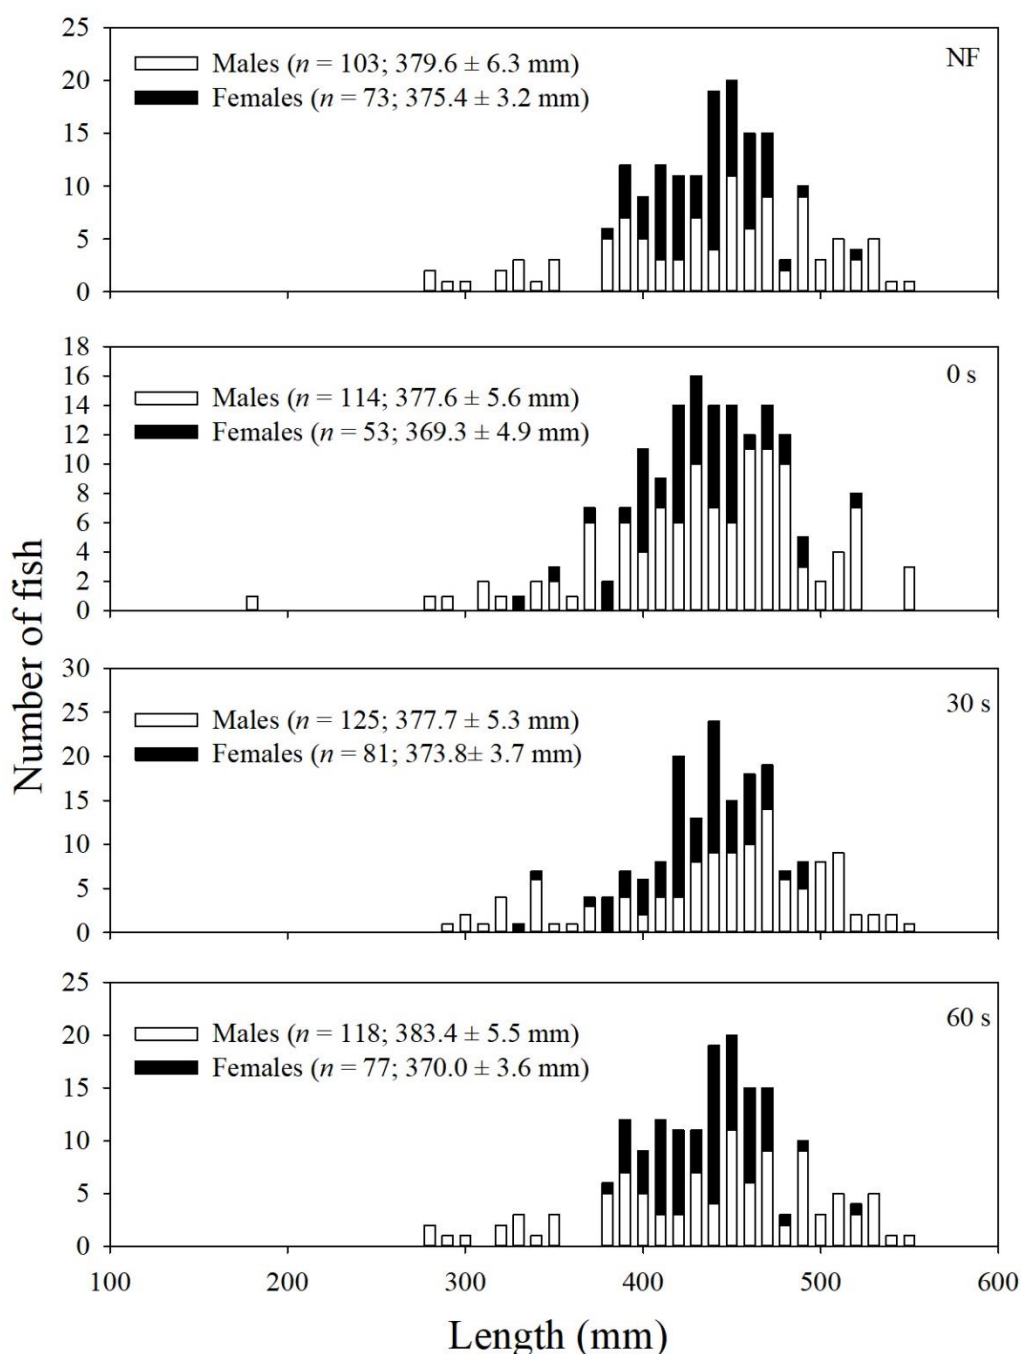 25
20
15
10
5
0
Males (n = 103; 379.6 ± 6.3 mm)
Females (n = 73; 375.4 ± 3.2 mm)
NF
18
16
14
12
10
8
6
4
2
0
Males (n = 114; 377.6 ± 5.6 mm)
Females (n = 53; 369.3 ± 4.9 mm)
0 s
Number of fish
30
25
20
15
10
5
0
Males (n = 125; 377.7 ± 5.3 mm)
Females (n = 81; 373.8± 3.7 mm)
30 s
25
20
15
10
5
0
Males (n = 118; 383.4 ± 5.5 mm)
Females (n = 77; 370.0 ± 3.6 mm)
60 s
100 200 300 400 500 600
Length (mm)